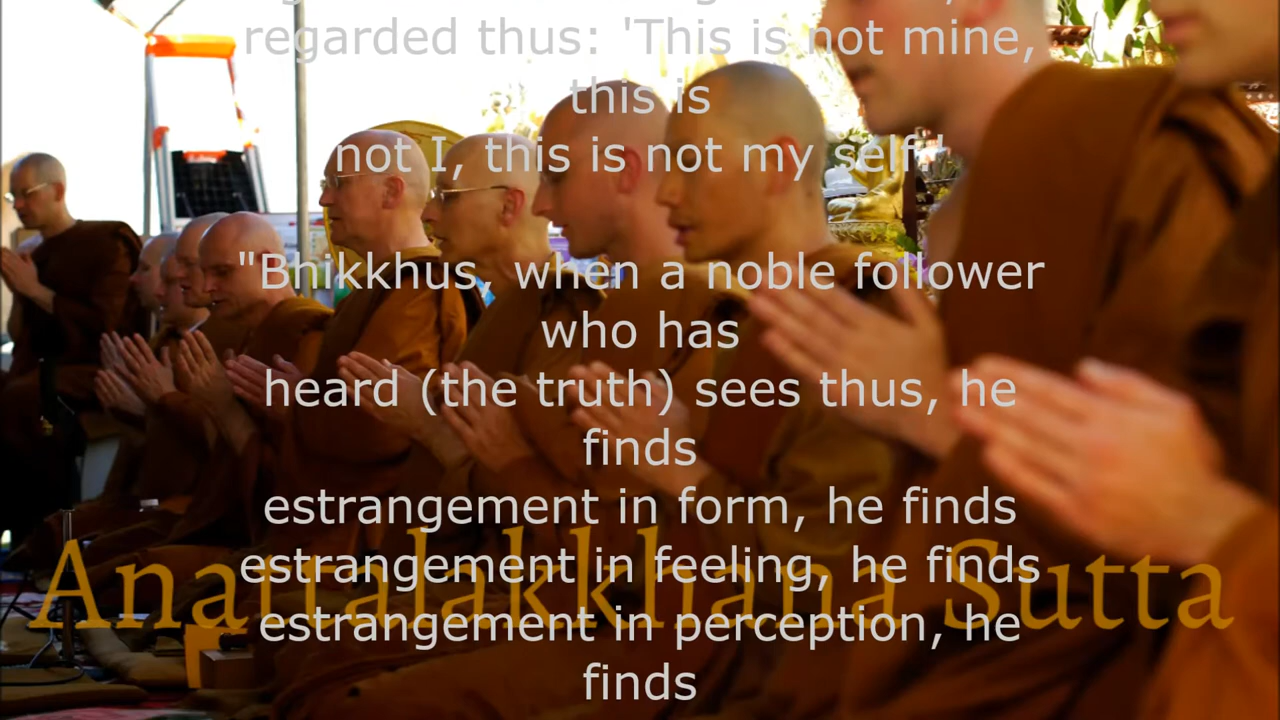 regarded thus: 'This is not mine,
this is
not I, this is not my self.'
"Bhikkhus, when a noble follower
who has
heard (the truth) sees thus, he
finds
estrangement in form, he finds
estrangement in feeling, he finds
Anattalakkhana Sutta
estrangement in perception, he
finds